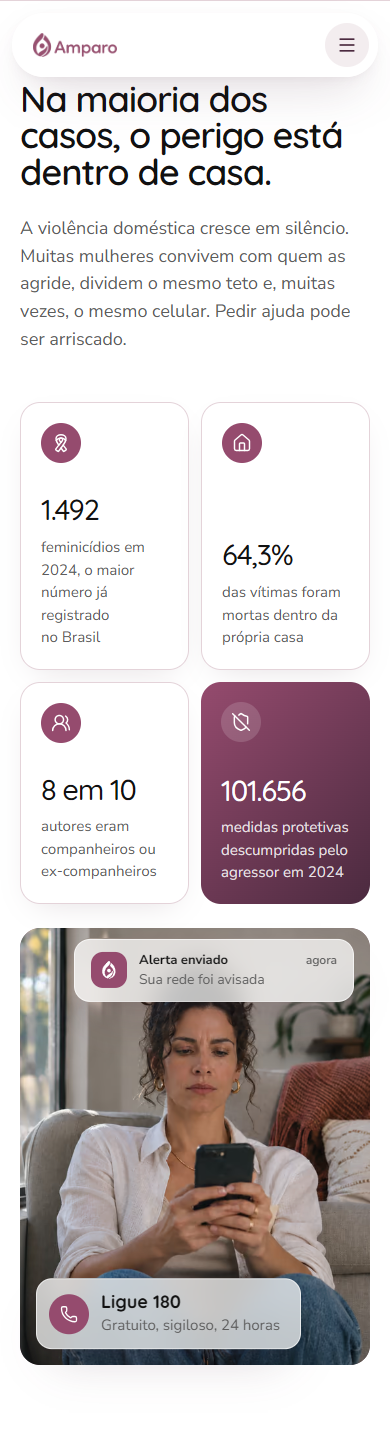 Amparo
Na maioria dos
casos, o perigo está
dentro de casa.
A violência doméstica cresce em silêncio.
Muitas mulheres convivem com quem as
agride, dividem o mesmo teto e, muitas
vezes, o mesmo celular. Pedir ajuda pode
ser arriscado.
1.492
feminicídios em
2024, o maior
número já
registrado
no Brasil
64,3%
das vítimas foram
mortas dentro da
própria casa
8 em 10
autores eram
companheiros ou
ex-companheiros
101.656
medidas protetivas
descumpridas pelo
agressor em 2024
Alerta enviado
agora
Sua rede foi avisada
Ligue 180
Gratuito, sigiloso, 24 horas